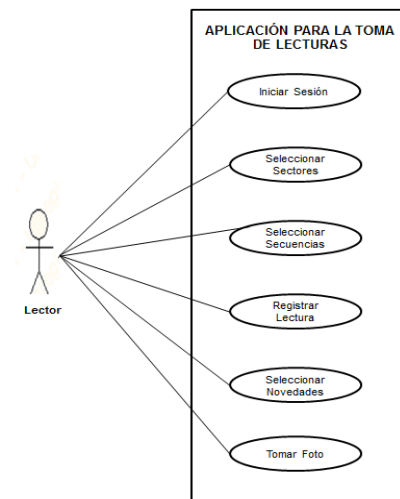 APLICACIÓN PARA LA TOMA
DE LECTURAS
Iniciar Sesión
Seleccionar
Sectores
Seleccionar
Secuencias
Lector
Registrar
Lectura
Seleccionar
Novedades
Tomar Foto